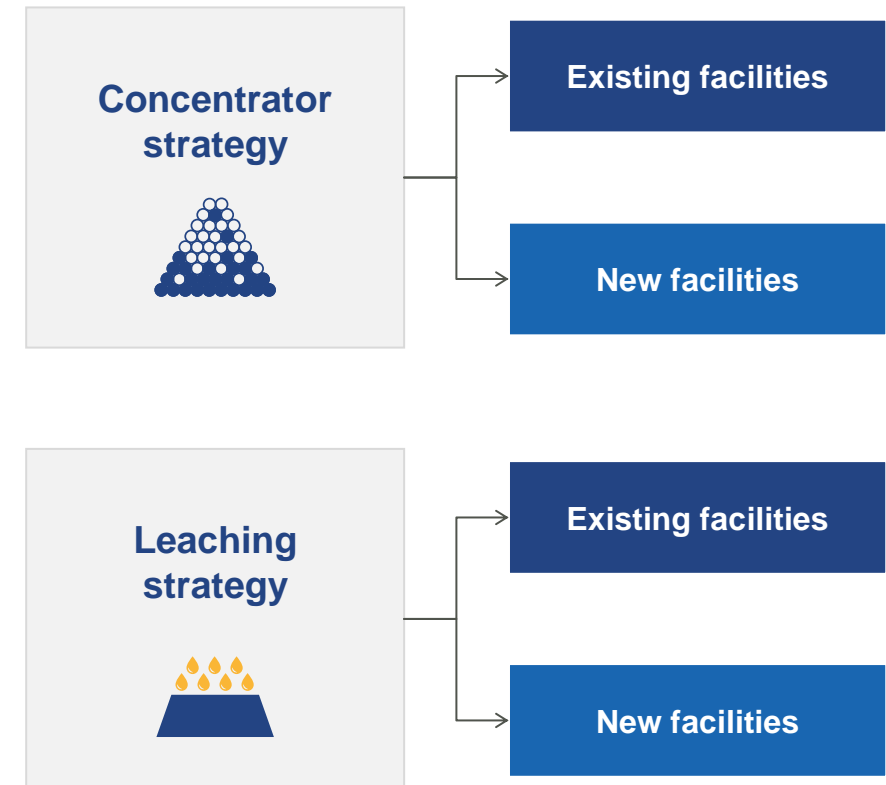 Concentrator
strategy
Existing facilities
New facilities
Leaching
strategy
Existing facilities
New facilities